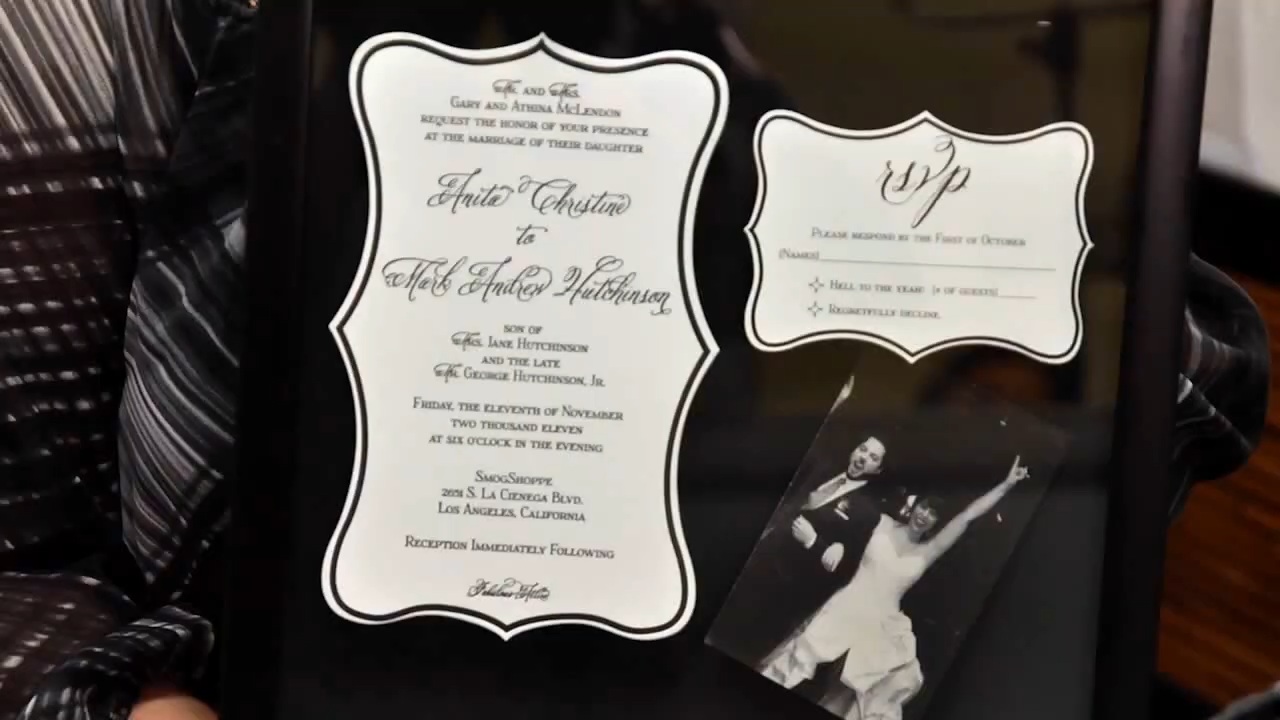 Mr. and Mrs.
Gary and Athina McLendon
request the honor of your presence
at the marriage of their daughter
Anita Christine
to
Mark Andrew Hutchinson
son of
Mrs. Jane Hutchinson
and the late
Mr. George Hutchinson, Jr.
Friday, the eleventh of November
two thousand eleven
at six o'clock in the evening
SmogShoppe
2651 S. La Cienega Blvd.
Los Angeles, California
Reception Immediately Following
Fabulous Attire
rsvp
Please respond by the First of October
(Names)
Hell to the yeah! (# of guests)
Regretfully decline.